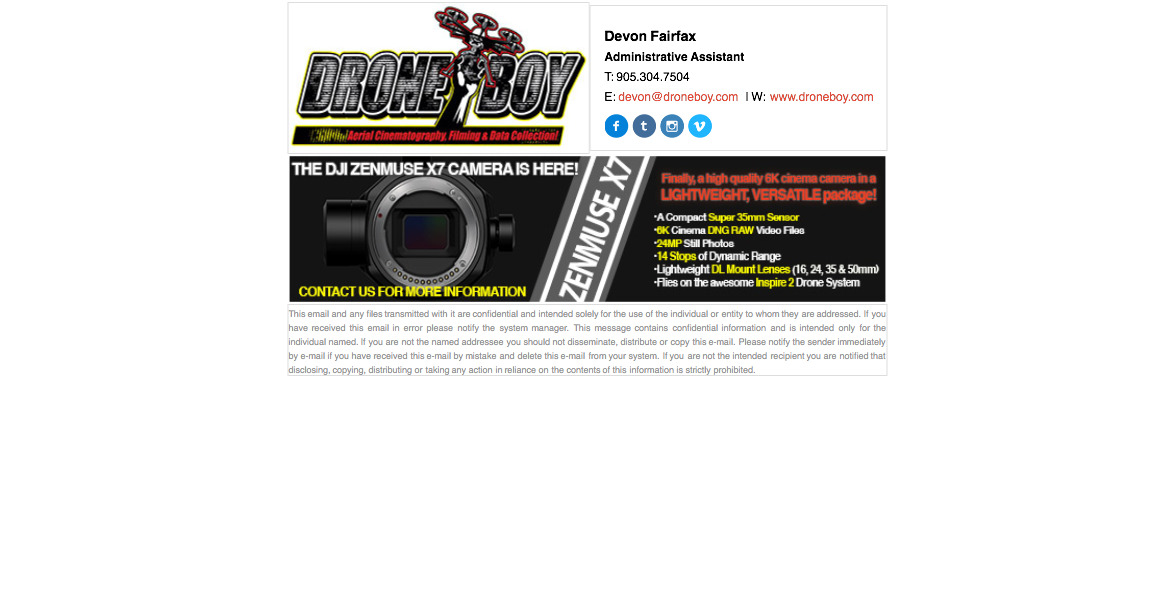 DRONE BOY
Aerial Cinematography, Filming & Data Collection!
Devon Fairfax
Administrative Assistant
T: 905.304.7504
E: devon@droneboy.com | W: www.droneboy.com
THE DJI ZENMUSE X7 CAMERA IS HERE!
CONTACT US FOR MORE INFORMATION
ZENMUSE X7
Finally, a high quality 6K cinema camera in a
LIGHTWEIGHT, VERSATILE package!
•A Compact Super 35mm Sensor
•6K Cinema DNG RAW Video Files
•24MP Still Photos
•14 Stops of Dynamic Range
•Lightweight DL Mount Lenses (16, 24, 35 & 50mm)
•Flies on the awesome Inspire 2 Drone System
This email and any files transmitted with it are confidential and intended solely for the use of the individual or entity to whom they are addressed. If you
have received this email in error please notify the system manager. This message contains confidential information and is intended only for the
individual named. If you are not the named addressee you should not disseminate, distribute or copy this e-mail. Please notify the sender immediately
by e-mail if you have received this e-mail by mistake and delete this e-mail from your system. If you are not the intended recipient you are notified that
disclosing, copying, distributing or taking any action in reliance on the contents of this information is strictly prohibited.